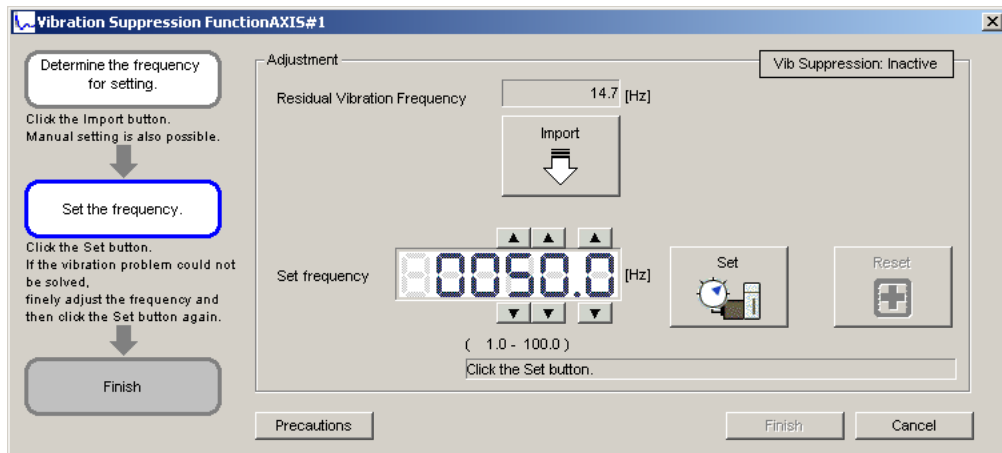 Vibration Suppression FunctionAXIS#1
Determine the frequency
for setting.
Click the Import button.
Manual setting is also possible.
Set the frequency.
Click the Set button.
If the vibration problem could not
be solved,
finely adjust the frequency and
then click the Set button again.
Finish
Adjustment
Vib Suppression: Inactive
Residual Vibration Frequency 14.7 [Hz]
Import
Set frequency 0050.0 [Hz]
Set
Reset
( 1.0 - 100.0 )
Click the Set button.
Precautions
Finish
Cancel